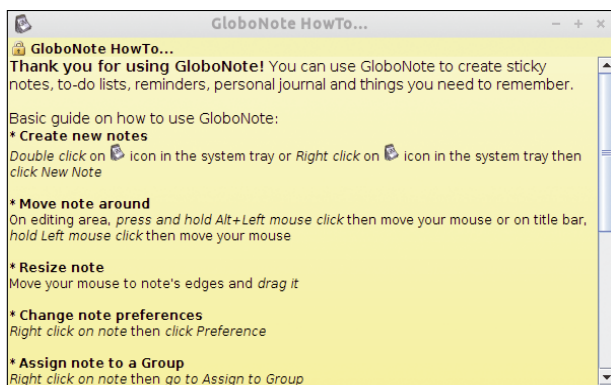 GloboNote HowTo...
GloboNote HowTo...
Thank you for using GloboNote! You can use GloboNote to create sticky
notes, to-do lists, reminders, personal journal and things you need to remember.
Basic guide on how to use GloboNote:
* Create new notes
Double click on icon in the system tray or Right click on icon in the system tray then
click New Note
* Move note around
On editing area, press and hold Alt+Left mouse click then move your mouse or on title bar,
hold Left mouse click then move your mouse
* Resize note
Move your mouse to note's edges and drag it
* Change note preferences
Right click on note then click Preference
* Assign note to a Group
Right click on note then go to Assign to Group